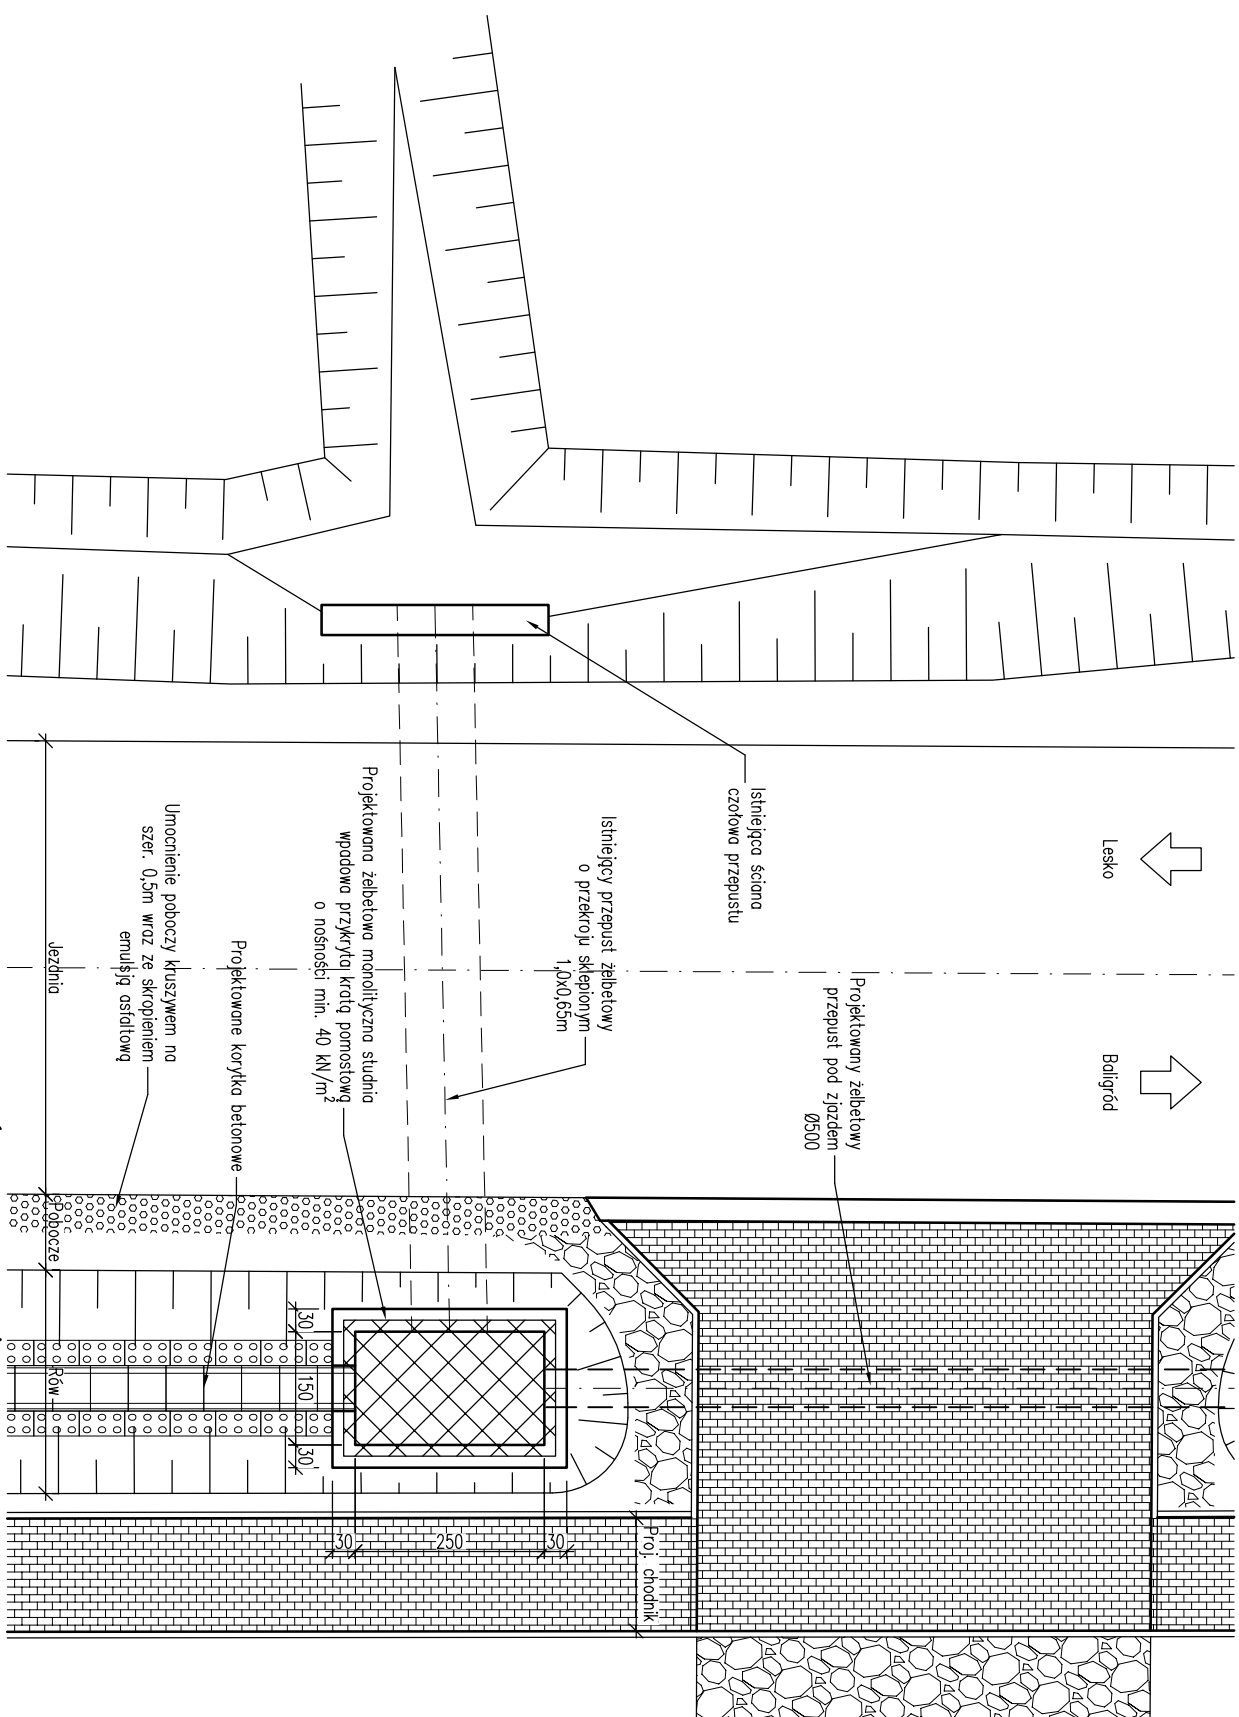 Lesko
Baligród
Istniejąca ściana
czołowa przepustu
Projektowany żelbetowy
przepust pod zjazdem
Ø500
Istniejący przepust żelbetowy
o przekroju sklepionym
1,0x0,65m
Projektowana żelbetowa monolityczna studnia
wpadowa przykryta kratą pomostową
o nośności min. 40 kN/m²
Projektowane korytka betonowe
Umocnienie poboczy kruszywem na
szer. 0,5m wraz ze skropieniem
emulsją asfaltową
Jezdnia
Pobocze
Rów
Proj. chodnik
30
150
30
30
250
30